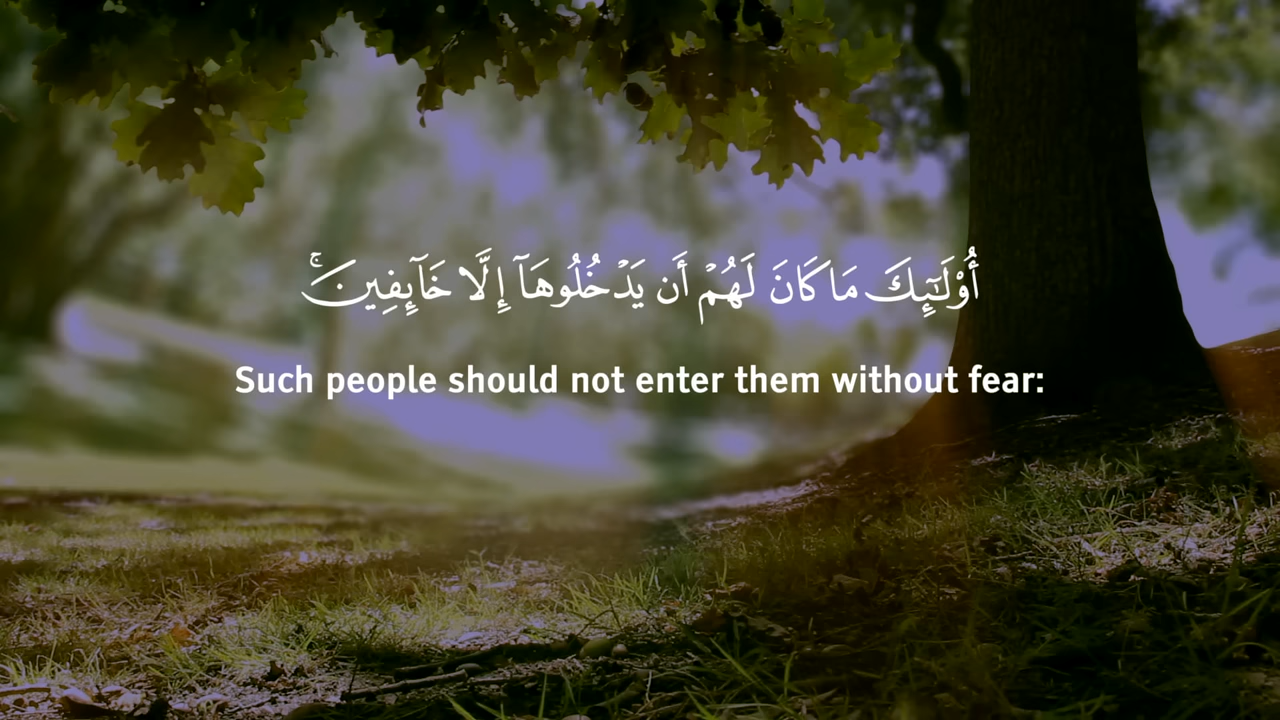 أُو۟لَـٰٓئِكَ مَا كَانَ لَهُمْ أَن يَدْخُلُوهَآ إِلَّا خَآئِفِينَ ۚ
Such people should not enter them without fear: